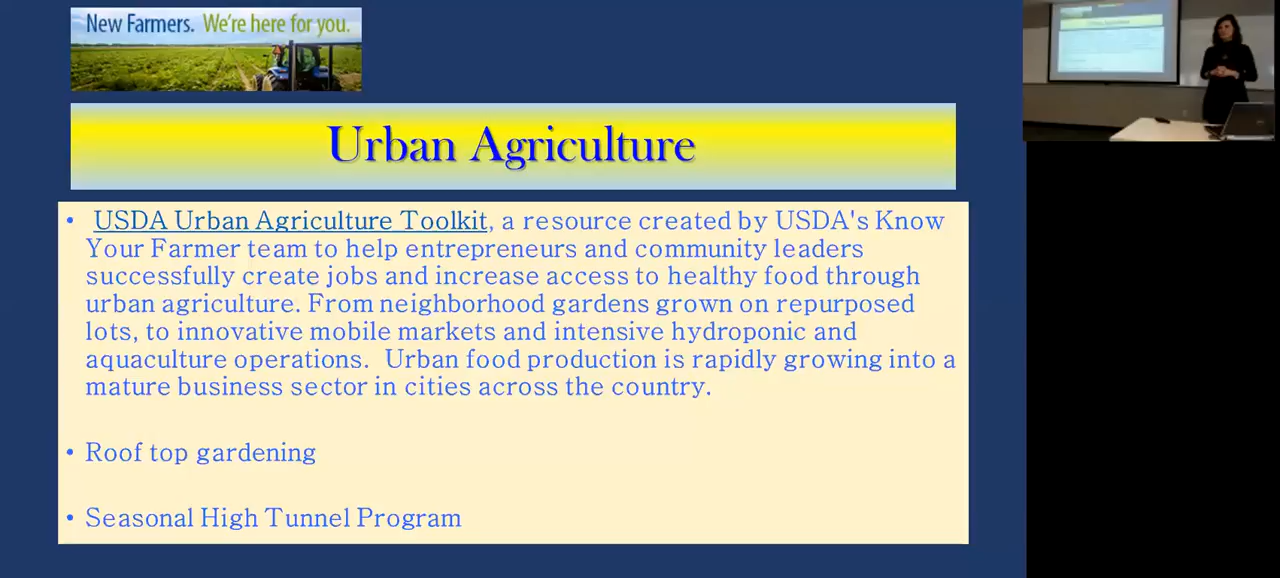 New Farmers. We're here for you.
Urban Agriculture
• USDA Urban Agriculture Toolkit, a resource created by USDA's Know
Your Farmer team to help entrepreneurs and community leaders
successfully create jobs and increase access to healthy food through
urban agriculture. From neighborhood gardens grown on repurposed
lots, to innovative mobile markets and intensive hydroponic and
aquaculture operations.  Urban food production is rapidly growing into a
mature business sector in cities across the country.
• Roof top gardening
• Seasonal High Tunnel Program